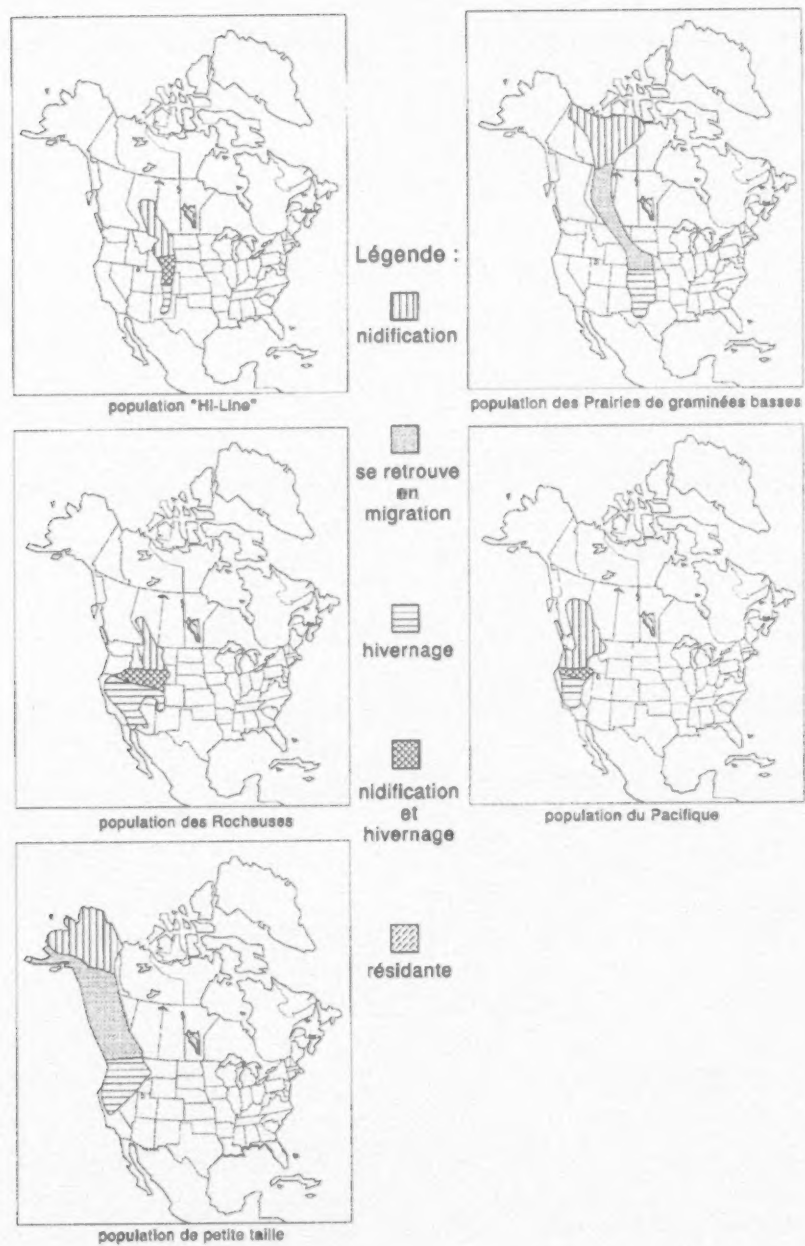 population "Hi-Line"
Légende :
nidification
population des Prairies de graminées basses
se retrouve
en
migration
hivernage
nidification
et
hivernage
population des Rocheuses
population du Pacifique
résidante
population de petite taille